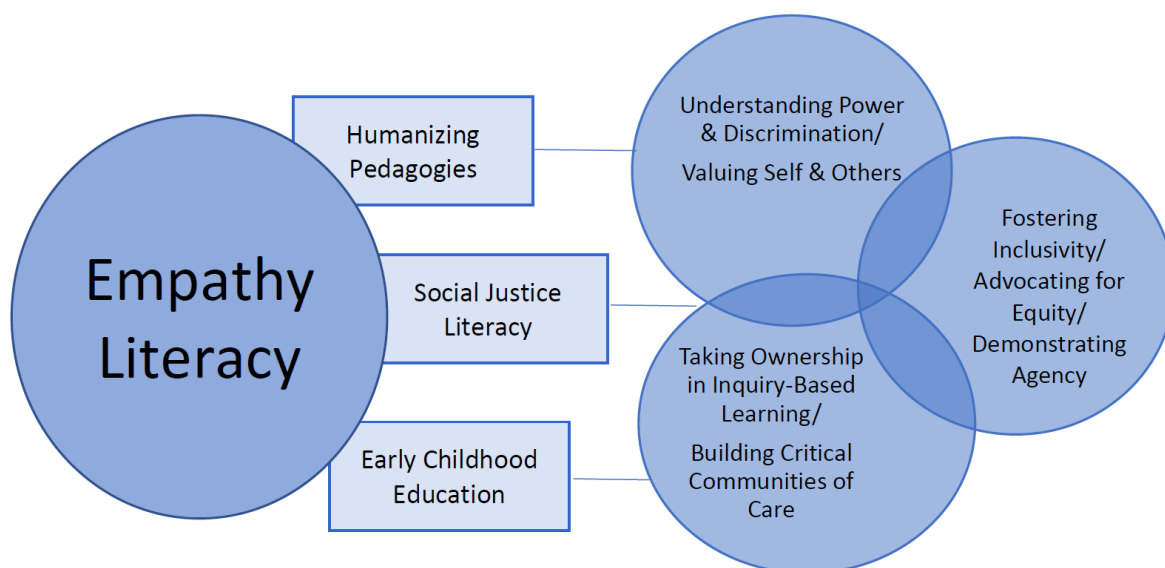 Empathy
Literacy
Humanizing
Pedagogies
Social Justice
Literacy
Early Childhood
Education
Understanding Power
& Discrimination/
Valuing Self & Others
Fostering
Inclusivity/
Advocating for
Equity/
Demonstrating
Agency
Taking Ownership
in Inquiry-Based
Learning/
Building Critical
Communities of
Care